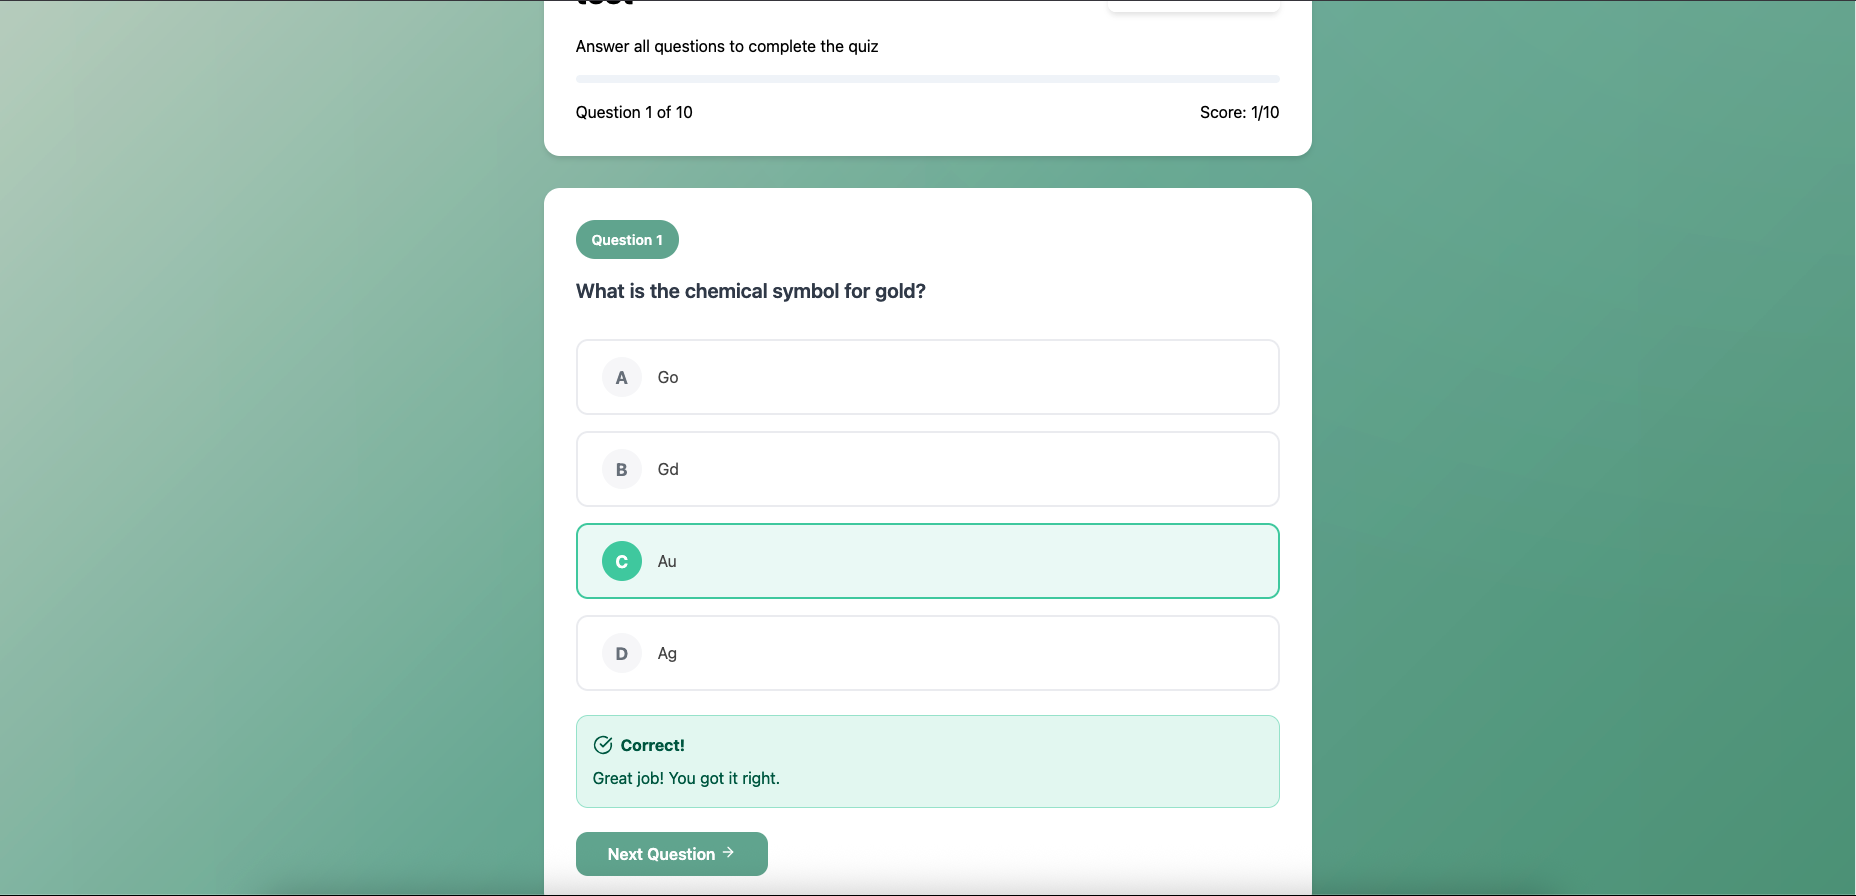 Answer all questions to complete the quiz
Question 1 of 10
Score: 1/10
Question 1
What is the chemical symbol for gold?
A Go
B Gd
C Au
D Ag
Correct!
Great job! You got it right.
Next Question →